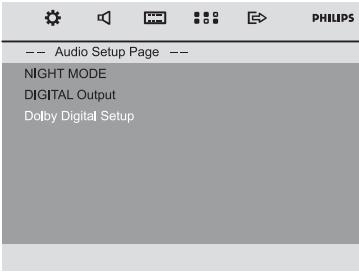 PHILIPS
-- Audio Setup Page --
NIGHT MODE
DIGITAL Output
Dolby Digital Setup